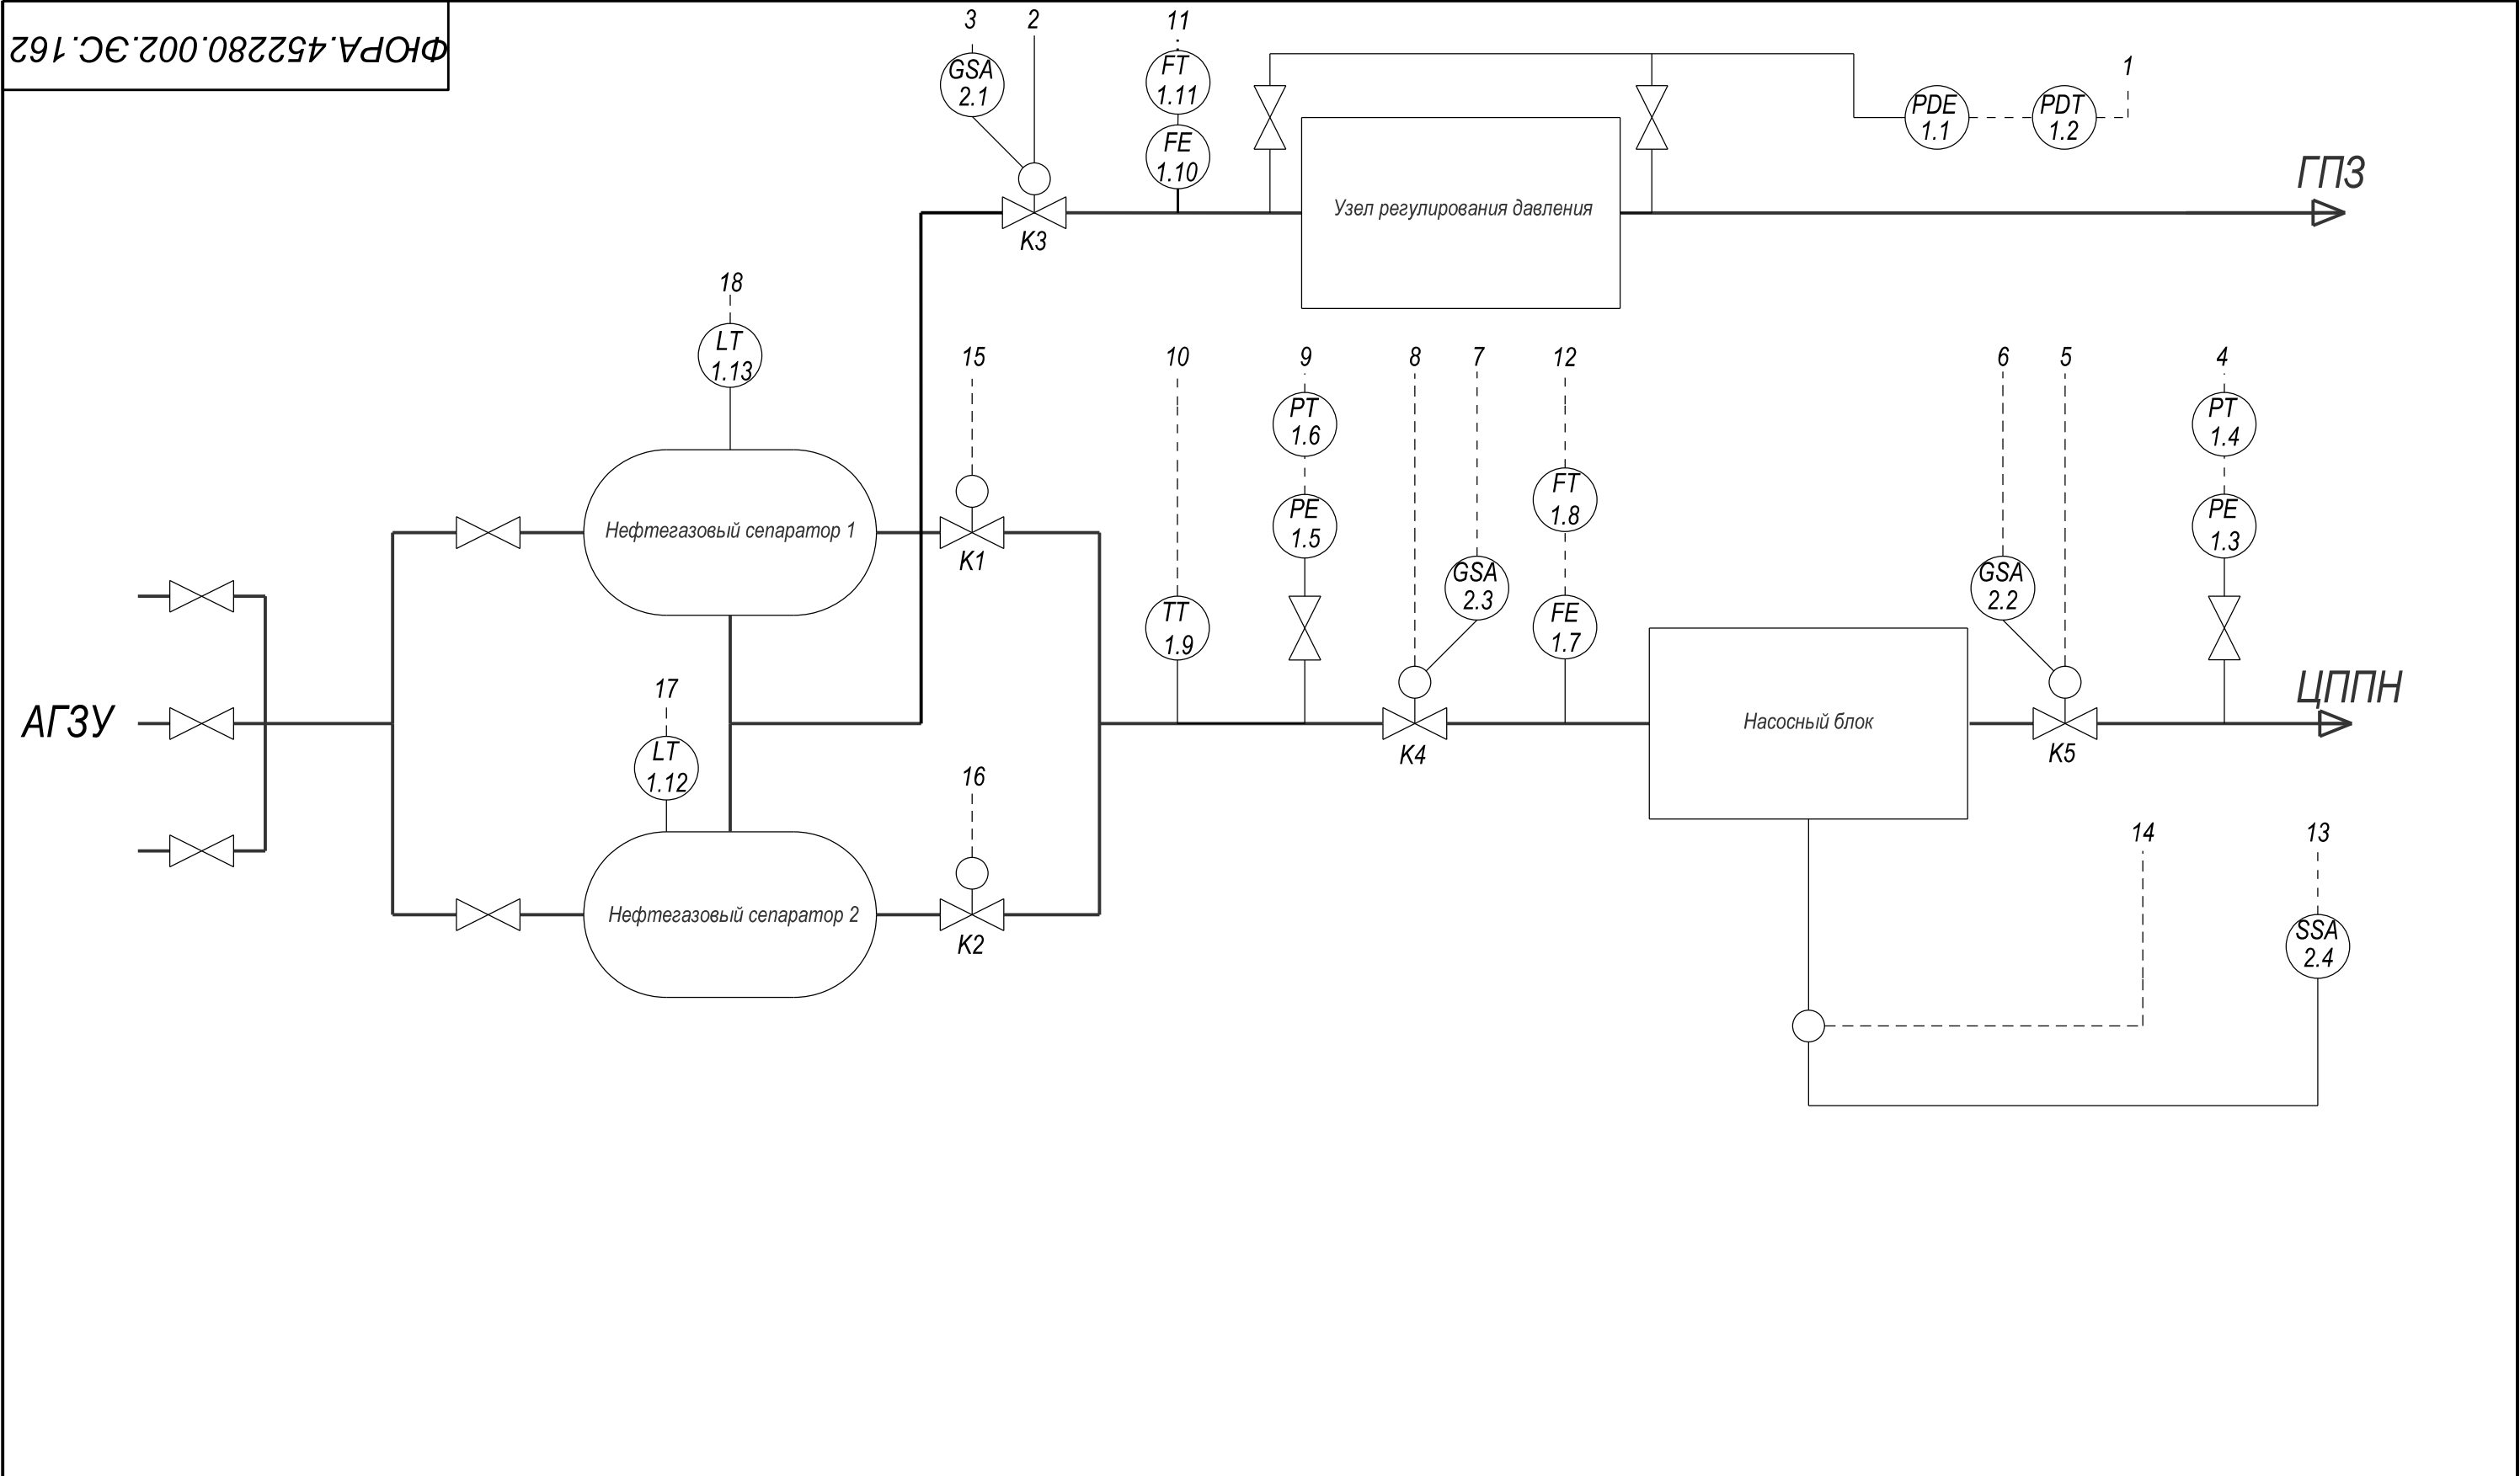 ФЮРА.452280.002.ЭС.162
3
2
11
GSA
2.1
FT
1.11
FE
1.10
1
PDE
1.1
PDT
1.2
ГПЗ
K3
Узел регулирования давления
18
LT
1.13
15
10
9
8
7
12
6
5
4
PT
1.6
PT
1.4
FT
1.8
PE
1.5
PE
1.3
Нефтегазовый сепаратор 1
K1
GSA
2.3
GSA
2.2
TT
1.9
FE
1.7
АГЗУ
17
LT
1.12
16
K4
Насосный блок
K5
ЦППН
14
13
Нефтегазовый сепаратор 2
K2
SSA
2.4